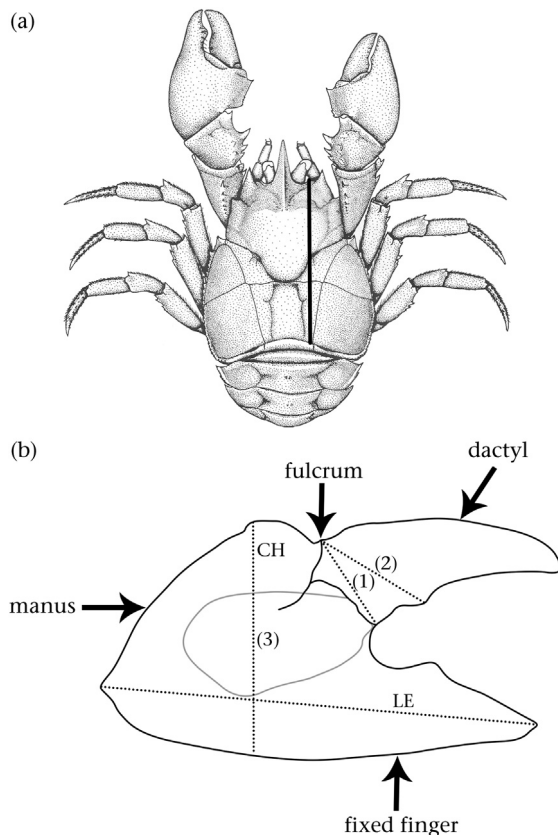 (a)
(b)
dactyl
fulcrum
CH
(2)
(1)
manus
(3)
LE
fixed finger